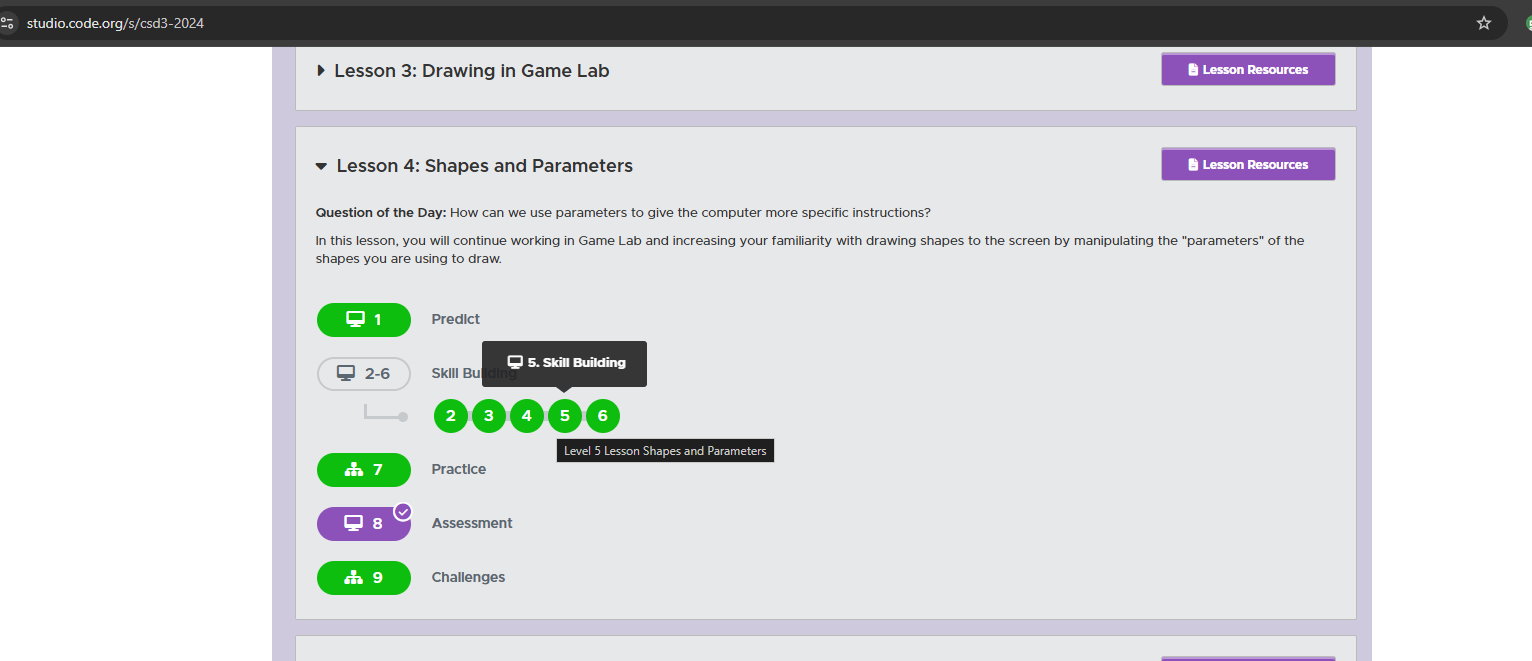 studio.code.org/s/csd3-2024
Lesson 3: Drawing in Game Lab
Lesson Resources
Lesson 4: Shapes and Parameters
Lesson Resources
Question of the Day: How can we use parameters to give the computer more specific instructions?
In this lesson, you will continue working in Game Lab and increasing your familiarity with drawing shapes to the screen by manipulating the "parameters" of the
shapes you are using to draw.
1 Predict
5. Skill Building
2-6 Skill Building
2 3 4 5 6
Level 5 Lesson Shapes and Parameters
7 Practice
8 Assessment
9 Challenges